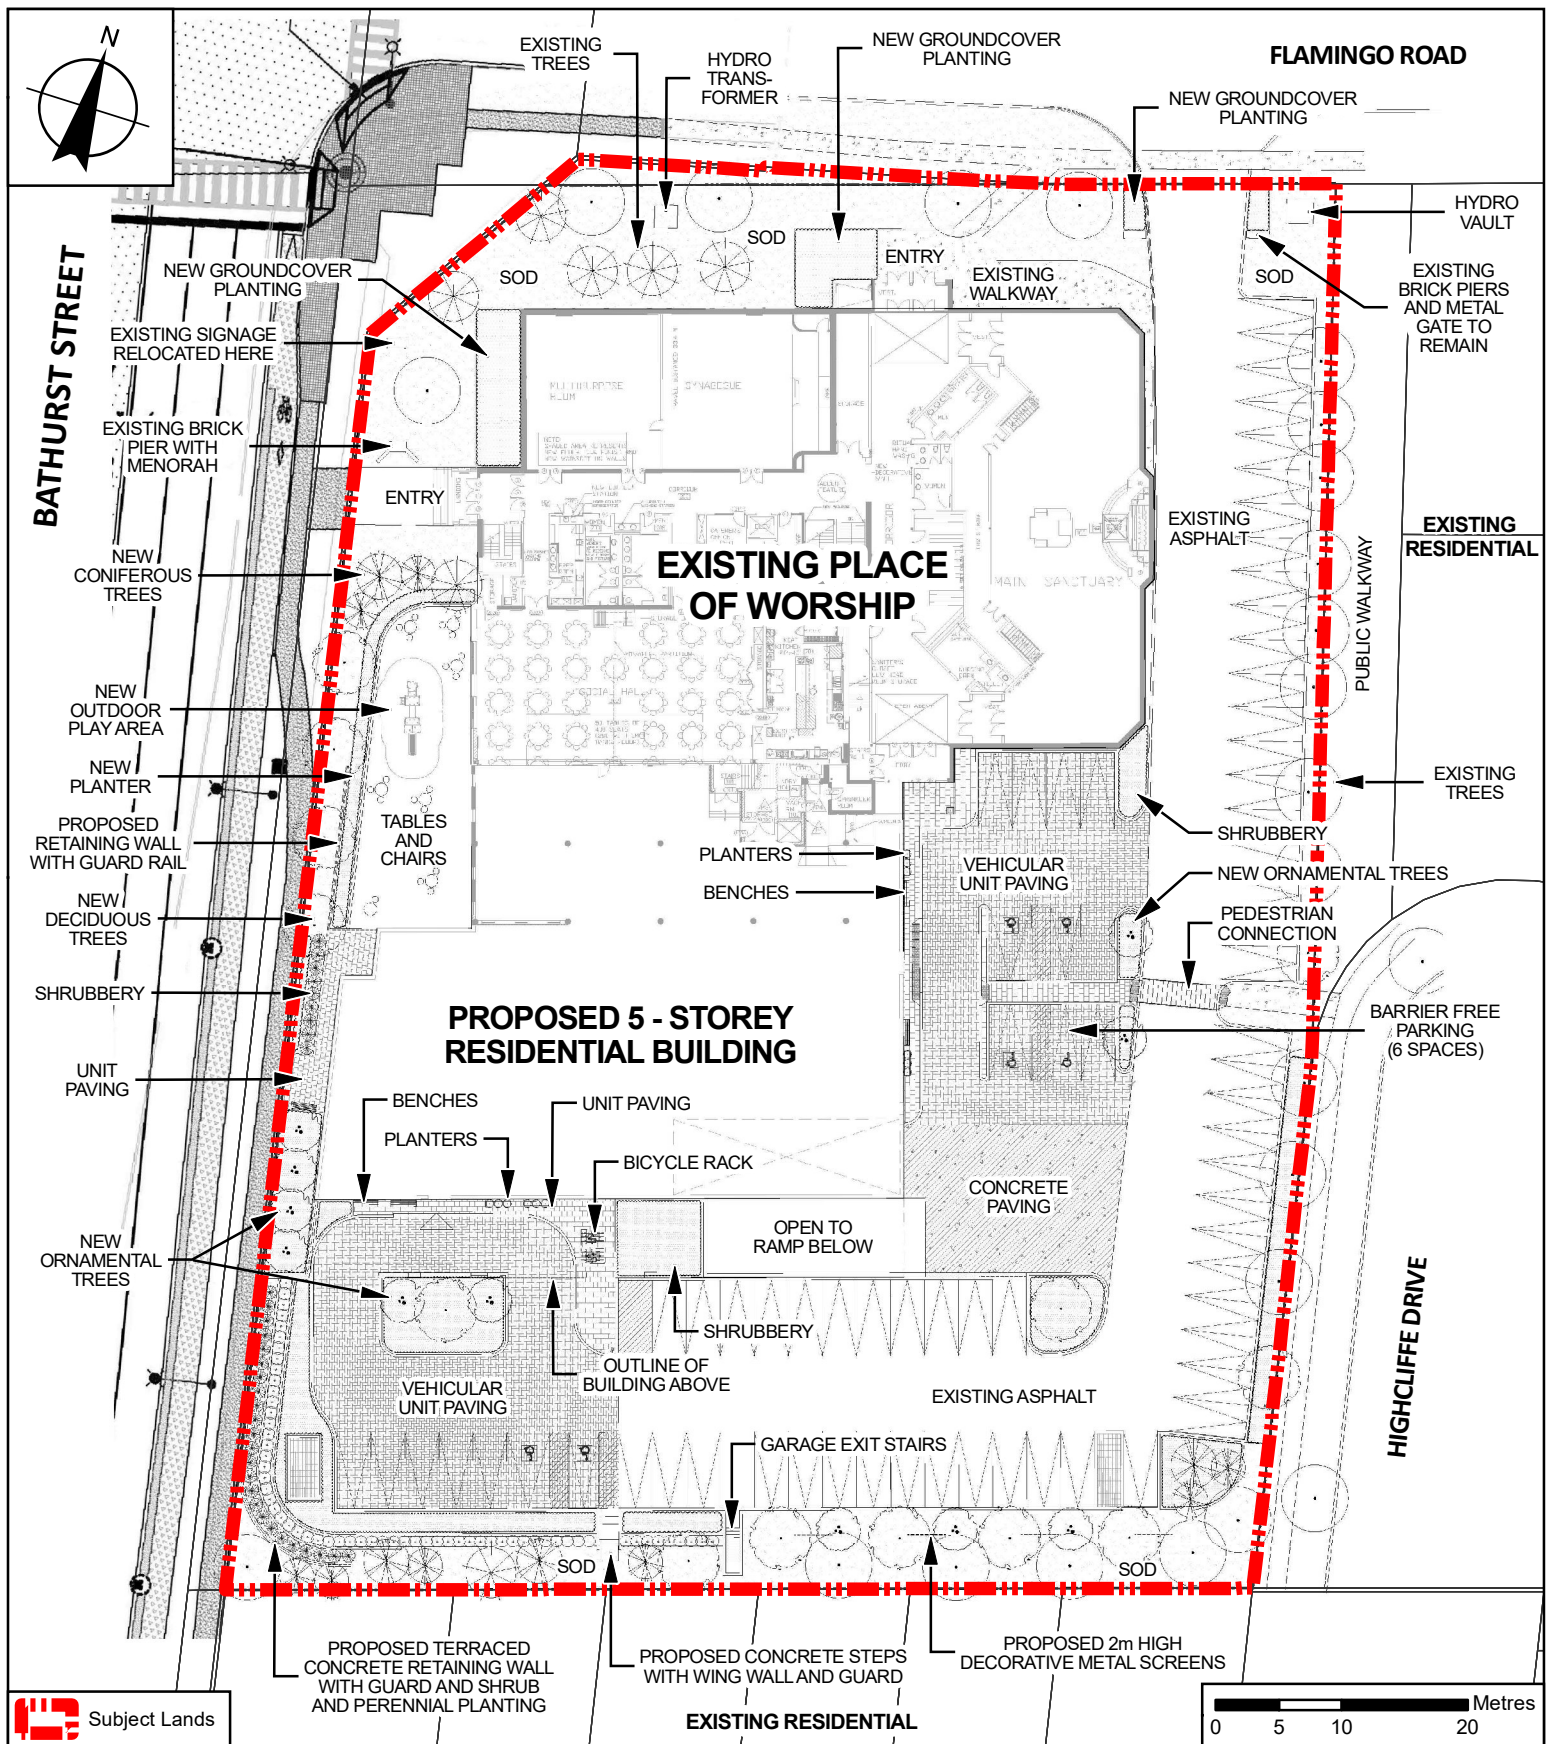 N
EXISTING
TREES
HYDRO
TRANS-
FORMER
NEW GROUNDCOVER
PLANTING
FLAMINGO ROAD
NEW GROUNDCOVER
PLANTING
HYDRO
VAULT
BATHURST STREET
NEW GROUNDCOVER
PLANTING
SOD
SOD
ENTRY
EXISTING
WALKWAY
SOD
EXISTING
BRICK PIERS
AND METAL
GATE TO
REMAIN
EXISTING SIGNAGE
RELOCATED HERE
EXISTING BRICK
PIER WITH
MENORAH
ENTRY
SYNAGOGUE
CORRIDOR
WOMEN
MAIN SANCTUARY
SOCIAL HALL
EXISTING PLACE
OF WORSHIP
EXISTING
ASPHALT
PUBLIC WALKWAY
EXISTING
RESIDENTIAL
NEW
CONIFEROUS
TREES
NEW
OUTDOOR
PLAY AREA
NEW
PLANTER
PROPOSED
RETAINING WALL
WITH GUARD RAIL
TABLES
AND
CHAIRS
NEW
DECIDUOUS
TREES
SHRUBBERY
UNIT
PAVING
PLANTERS
BENCHES
VEHICULAR
UNIT PAVING
EXISTING
TREES
SHRUBBERY
NEW ORNAMENTAL TREES
PEDESTRIAN
CONNECTION
BARRIER FREE
PARKING
(6 SPACES)
PROPOSED 5 - STOREY
RESIDENTIAL BUILDING
BENCHES
PLANTERS
UNIT PAVING
BICYCLE RACK
CONCRETE
PAVING
OPEN TO
RAMP BELOW
NEW
ORNAMENTAL
TREES
SHRUBBERY
OUTLINE OF
BUILDING ABOVE
VEHICULAR
UNIT PAVING
EXISTING ASPHALT
HIGHCLIFFE DRIVE
GARAGE EXIT STAIRS
SOD
SOD
PROPOSED TERRACED
CONCRETE RETAINING WALL
WITH GUARD AND SHRUB
AND PERENNIAL PLANTING
PROPOSED CONCRETE STEPS
WITH WING WALL AND GUARD
PROPOSED 2m HIGH
DECORATIVE METAL SCREENS
EXISTING RESIDENTIAL
Subject Lands
Metres
0 5 10 20